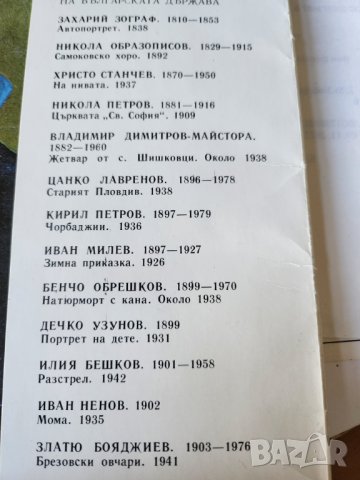 НА БЪЛГАРСКАТА ДЪРЖАВА
ЗАХАРИЙ ЗОГРАФ. 1810—1853
Автопортрет. 1838
НИКОЛА ОБРАЗОПИСОВ. 1829—1915
Самоковско хоро. 1892
ХРИСТО СТАНЧЕВ. 1870—1950
На нивата. 1937
НИКОЛА ПЕТРОВ. 1881—1916
Църквата „Св. София". 1909
ВЛАДИМИР ДИМИТРОВ-МАЙСТОРА.
1882—1960
Жетвар от с. Шишковци. Около 1938
ЦАНКО ЛАВРЕНОВ. 1896—1978
Старият Пловдив. 1938
КИРИЛ ПЕТРОВ. 1897—1979
Чорбаджии. 1936
ИВАН МИЛЕВ. 1897—1927
Зимна приказка. 1926
БЕНЧО ОБРЕШКОВ. 1899—1970
Натюрморт с кана. Около 1938
ДЕЧКО УЗУНОВ. 1899
Портрет на дете. 1931
ИЛИЯ БЕШКОВ. 1901—1958
Разстрел. 1942
ИВАН НЕНОВ. 1902
Мома. 1935
ЗЛАТЮ БОЯДЖИЕВ. 1903—1976
Брезовски овчари. 1941
BAZAR